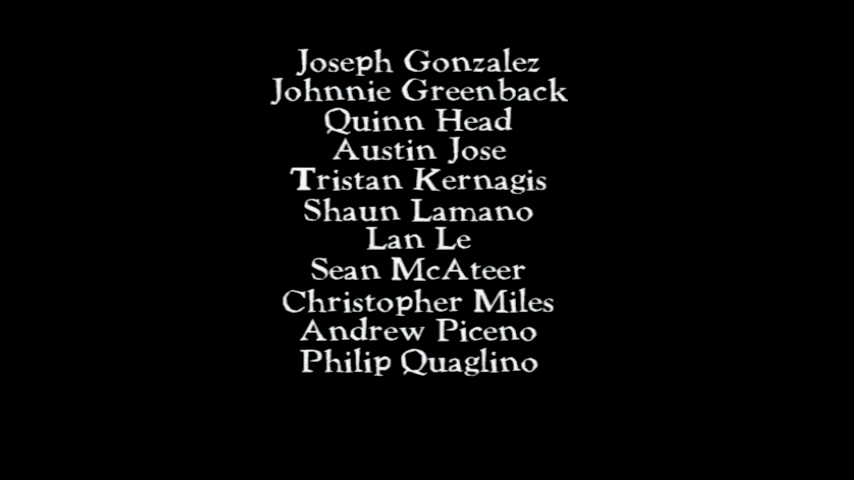 Joseph Gonzalez
Johnnie Greenback
Quinn Head
Austin Jose
Tristan Kernagis
Shaun Lamano
Lan Le
Sean McAteer
Christopher Miles
Andrew Piceno
Philip Quaglino